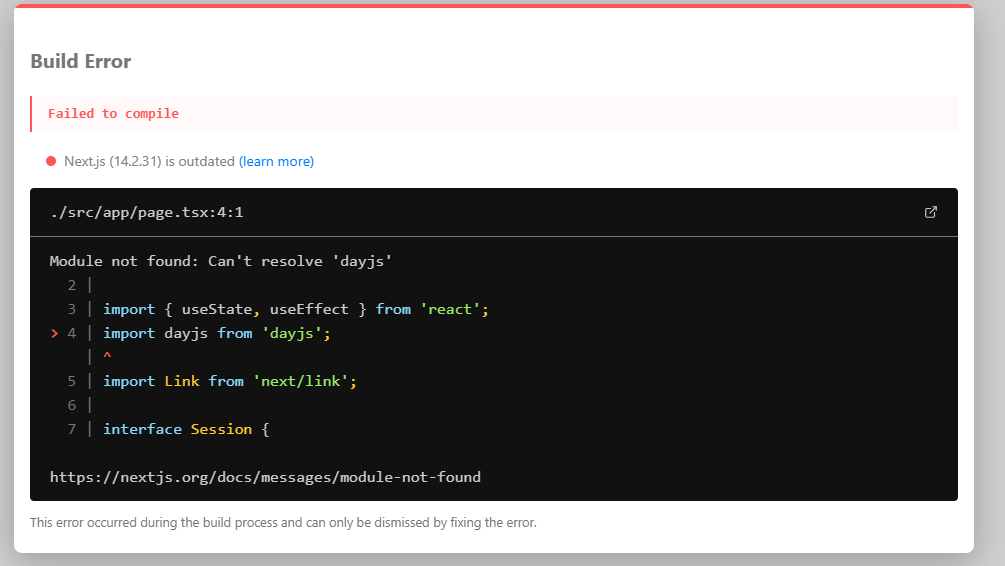 Build Error
Failed to compile
Next.js (14.2.31) is outdated (learn more)
./src/app/page.tsx:4:1
Module not found: Can't resolve 'dayjs'
2 |
3 | import { useState, useEffect } from 'react';
> 4 | import dayjs from 'dayjs';
| ^
5 | import Link from 'next/link';
6 |
7 | interface Session {
https://nextjs.org/docs/messages/module-not-found
This error occurred during the build process and can only be dismissed by fixing the error.